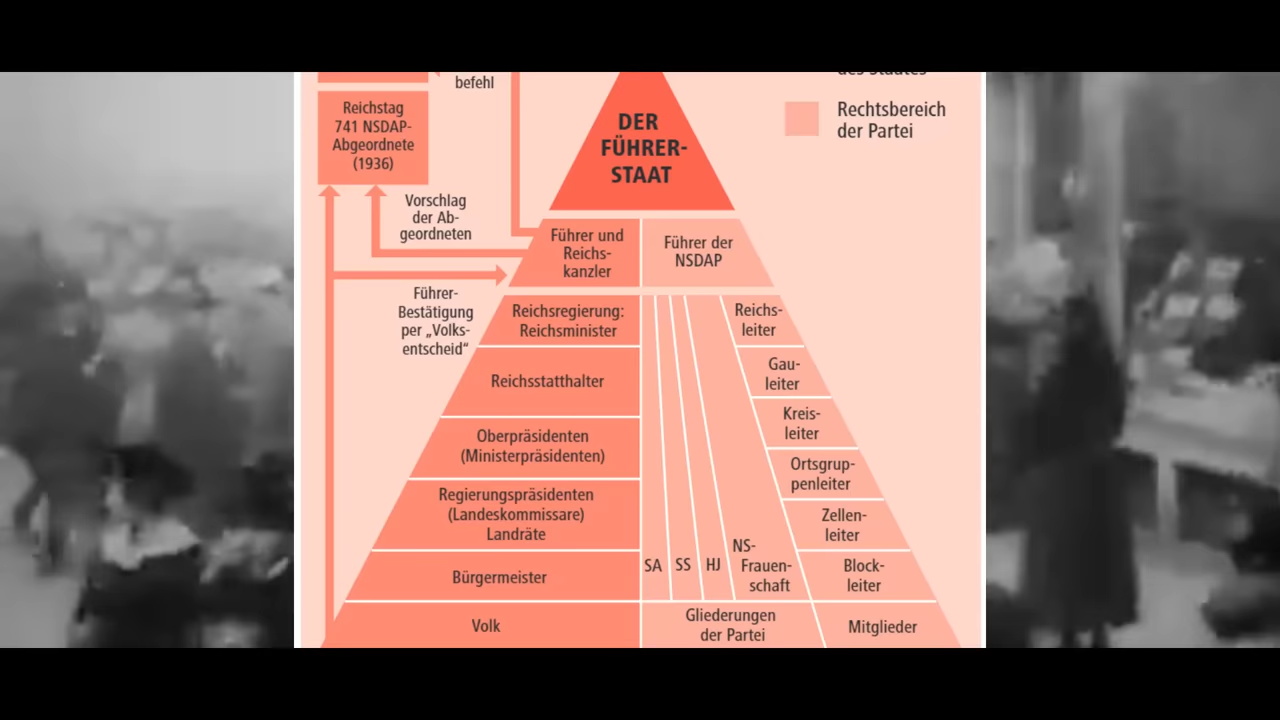 befehl
des Staates
Reichstag
741 NSDAP-
Abgeordnete
(1936)
Rechtsbereich
der Partei
DER
FÜHRER-
STAAT
Vorschlag
der Ab-
geordneten
Führer und
Reichs-
kanzler
Führer der
NSDAP
Führer-
Bestätigung
per „Volks-
entscheid“
Reichsregierung:
Reichsminister
Reichs-
leiter
Reichsstatthalter
Gau-
leiter
Oberpräsidenten
(Ministerpräsidenten)
Kreis-
leiter
Ortsgrup-
penleiter
Regierungspräsidenten
(Landeskommissare)
Landräte
Zellen-
leiter
Bürgermeister
SA
SS
HJ
NS-
Frauen-
schaft
Block-
leiter
Volk
Gliederungen
der Partei
Mitglieder